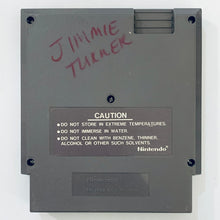 JIMMIE
TURNER
CAUTION
• DO NOT STORE IN EXTREME TEMPERATURES.
• DO NOT IMMERSE IN WATER.
• DO NOT CLEAN WITH BENZENE, THINNER,
ALCOHOL OR OTHER SUCH SOLVENTS.
Nintendo